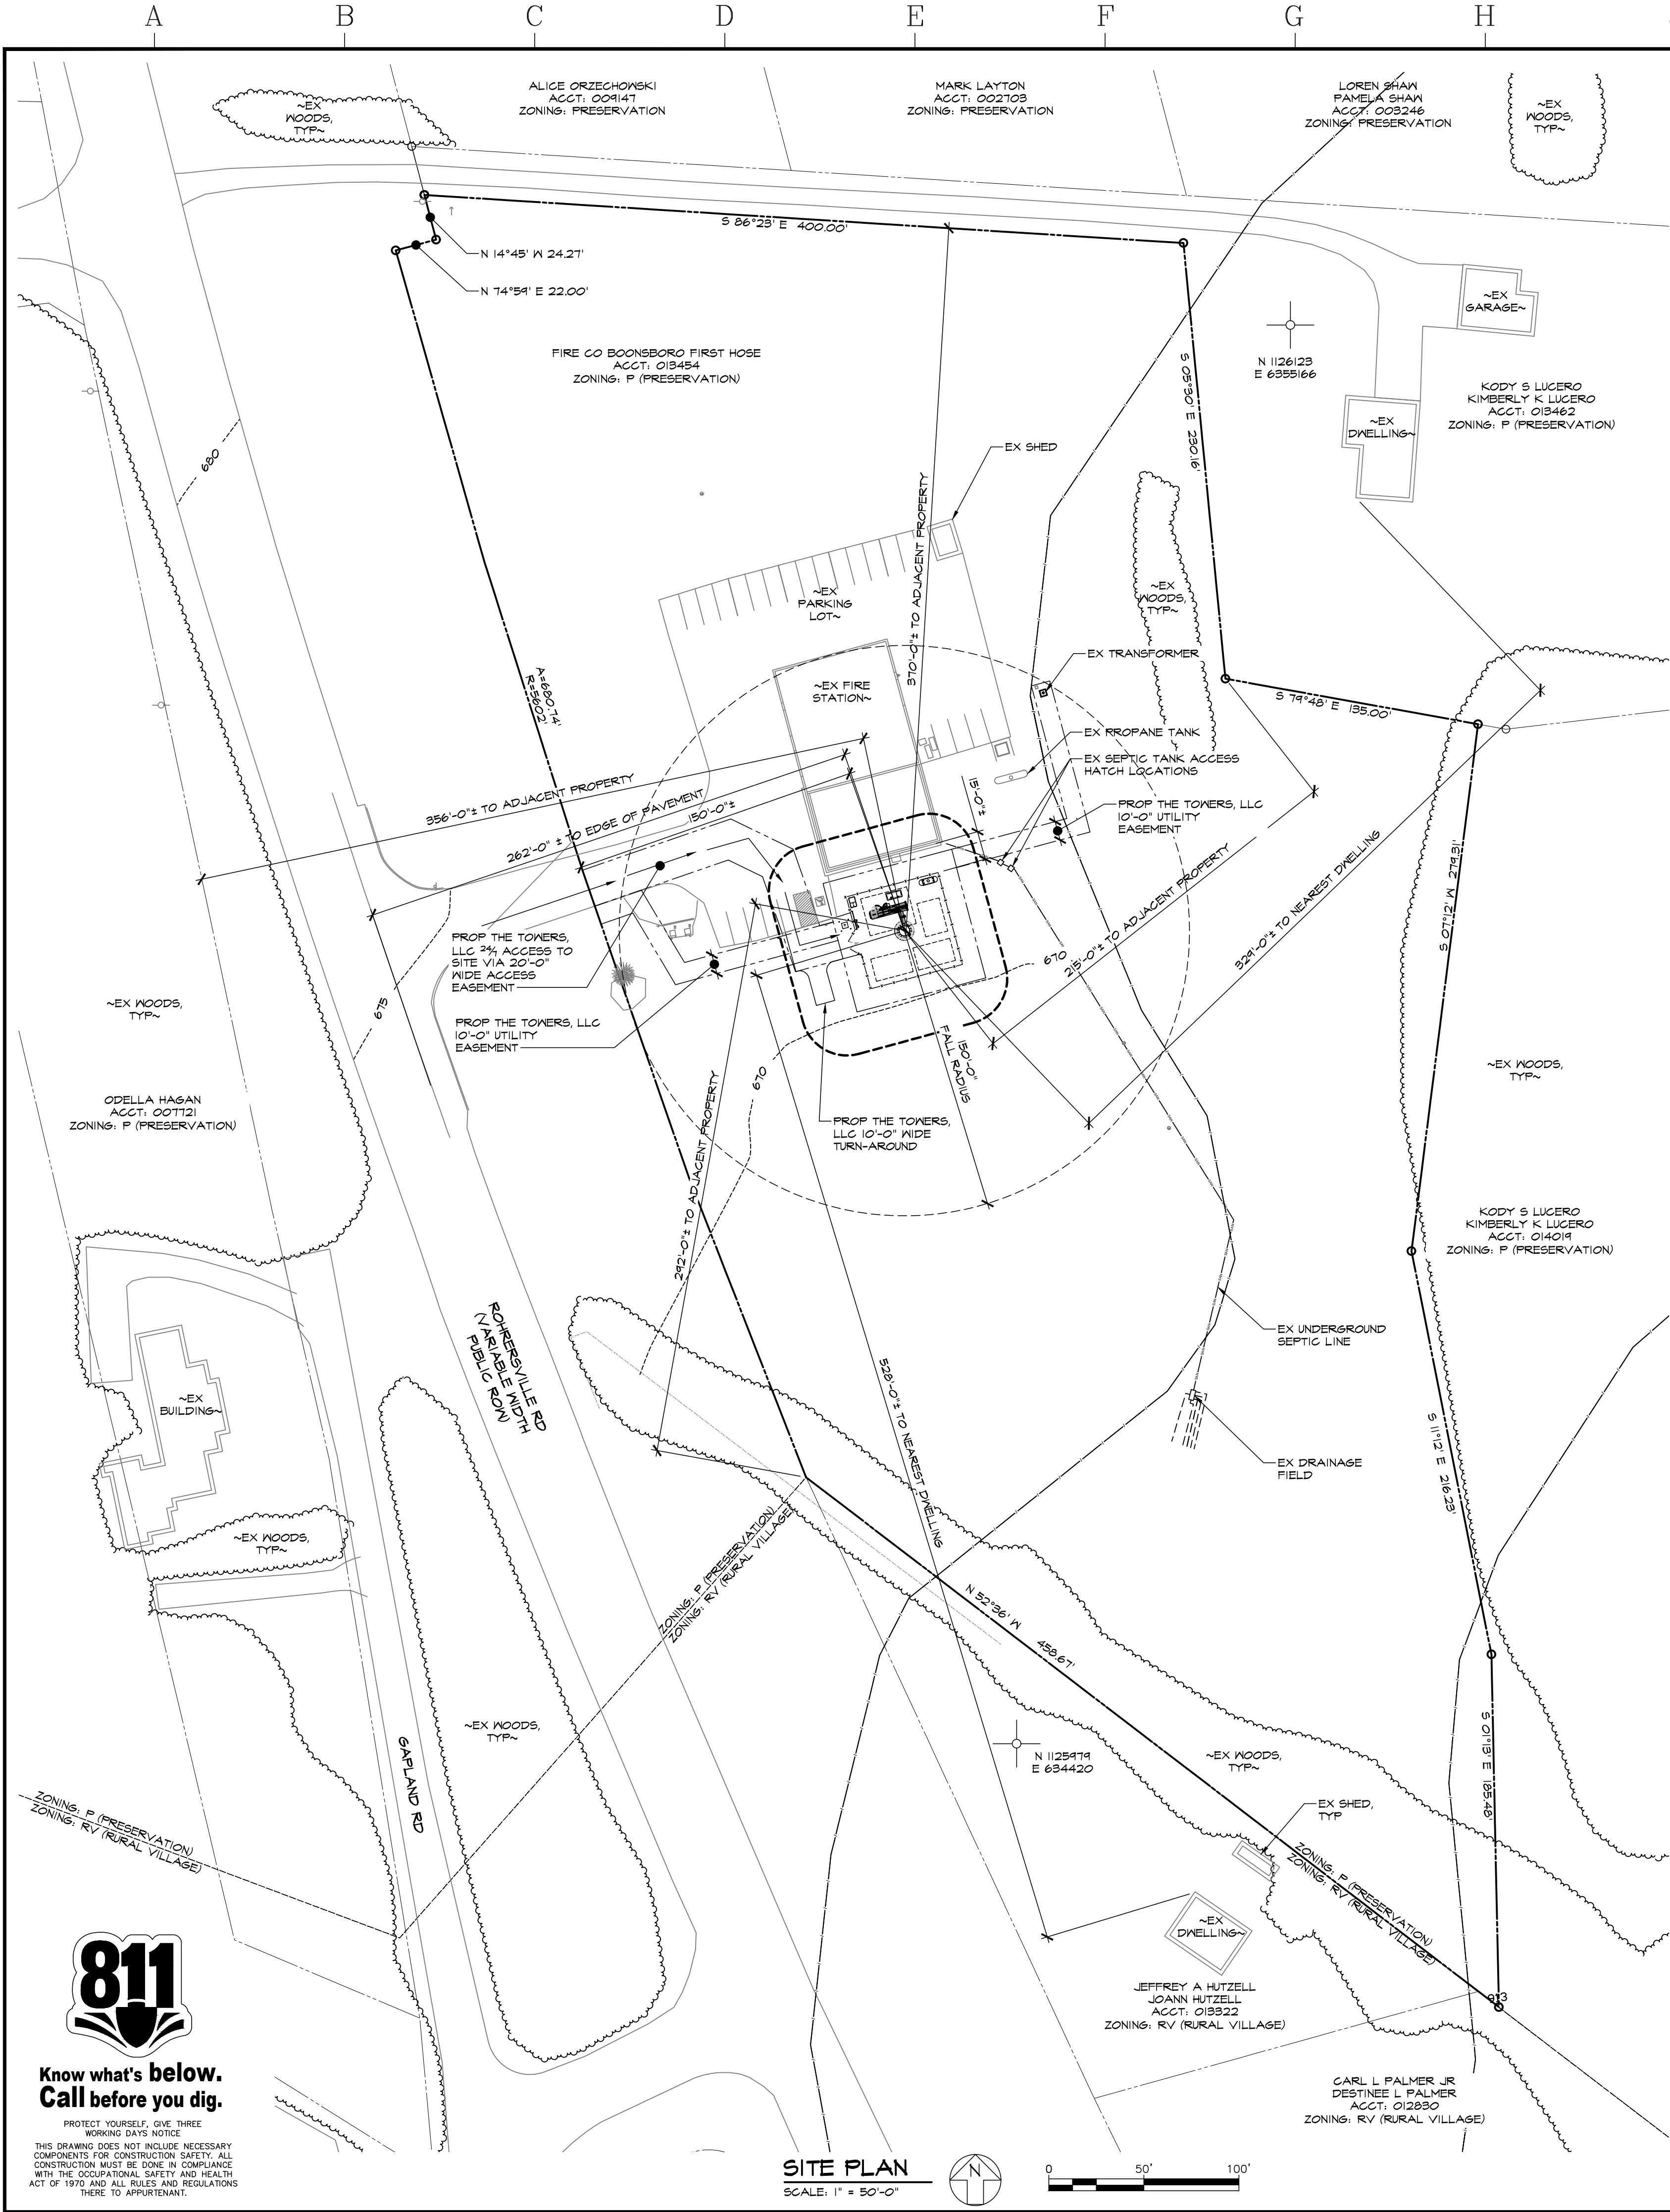 A B C D E F G H
ALICE ORZECHOWSKI
ACCT: 009147
ZONING: PRESERVATION
MARK LAYTON
ACCT: 002703
ZONING: PRESERVATION
LOREN SHAW
PAMELA SHAW
ACCT: 003246
ZONING: PRESERVATION
~EX
WOODS,
TYP~
~EX
WOODS,
TYP~
S 86°23' E 400.00'
N 14°45' W 24.27'
N 74°59' E 22.00'
~EX
GARAGE~
FIRE CO BOONSBORO FIRST HOSE
ACCT: 013454
ZONING: P (PRESERVATION)
N 1126123
E 6355166
S 05°30' E 230.16'
KODY S LUCERO
KIMBERLY K LUCERO
ACCT: 013462
ZONING: P (PRESERVATION)
~EX
DWELLING~
680
EX SHED
370'-0"± TO ADJACENT PROPERTY
~EX
PARKING
LOT~
~EX
WOODS,
TYP~
EX TRANSFORMER
~EX FIRE
STATION~
A=680.74'
R=5602'
S 79°48' E 135.00'
EX PROPANE TANK
EX SEPTIC TANK ACCESS
HATCH LOCATIONS
356'-0"± TO ADJACENT PROPERTY
262'-0" ± TO EDGE OF PAVEMENT
150'-0"±
15'-0"±
PROP THE TOWERS, LLC
10'-0" UTILITY
EASEMENT
215'-0"± TO ADJACENT PROPERTY
329'-0"± TO NEAREST DWELLING
S 07°12' W 279.31'
PROP THE TOWERS,
LLC 24/7 ACCESS TO
SITE VIA 20'-0"
WIDE ACCESS
EASEMENT
670
~EX WOODS,
TYP~
675
PROP THE TOWERS, LLC
10'-0" UTILITY
EASEMENT
150'-0"
FALL RADIUS
670
~EX WOODS,
TYP~
ODELLA HAGAN
ACCT: 007721
ZONING: P (PRESERVATION)
PROP THE TOWERS,
LLC 10'-0" WIDE
TURN-AROUND
292'-0"± TO ADJACENT PROPERTY
KODY S LUCERO
KIMBERLY K LUCERO
ACCT: 014019
ZONING: P (PRESERVATION)
ROHRERSVILLE RD
(VARIABLE WIDTH
PUBLIC ROW)
EX UNDERGROUND
SEPTIC LINE
~EX
BUILDING~
528'-0"± TO NEAREST DWELLING
EX DRAINAGE
FIELD
S 11°12' E 216.23'
~EX WOODS,
TYP~
ZONING: P (PRESERVATION)
ZONING: RV (RURAL VILLAGE)
N 52°36' W 458.67'
~EX WOODS,
TYP~
GAPLAND RD
N 1125979
E 634420
~EX WOODS,
TYP~
S 01°13' E 185.48'
EX SHED,
TYP
ZONING: P (PRESERVATION)
ZONING: RV (RURAL VILLAGE)
ZONING: P (PRESERVATION)
ZONING: RV (RURAL VILLAGE)
~EX
DWELLING~
JEFFREY A HUTZELL
JOANN HUTZELL
ACCT: 013322
ZONING: RV (RURAL VILLAGE)
CARL L PALMER JR
DESTINEE L PALMER
ACCT: 012830
ZONING: RV (RURAL VILLAGE)
811
Know what's below.
Call before you dig.
PROTECT YOURSELF, GIVE THREE
WORKING DAYS NOTICE
THIS DRAWING DOES NOT INCLUDE NECESSARY
COMPONENTS FOR CONSTRUCTION SAFETY. ALL
CONSTRUCTION MUST BE DONE IN COMPLIANCE
WITH THE OCCUPATIONAL SAFETY AND HEALTH
ACT OF 1970 AND ALL RULES AND REGULATIONS
THERE TO APPURTENANT.
SITE PLAN
SCALE: 1" = 50'-0"
N
0 50' 100'